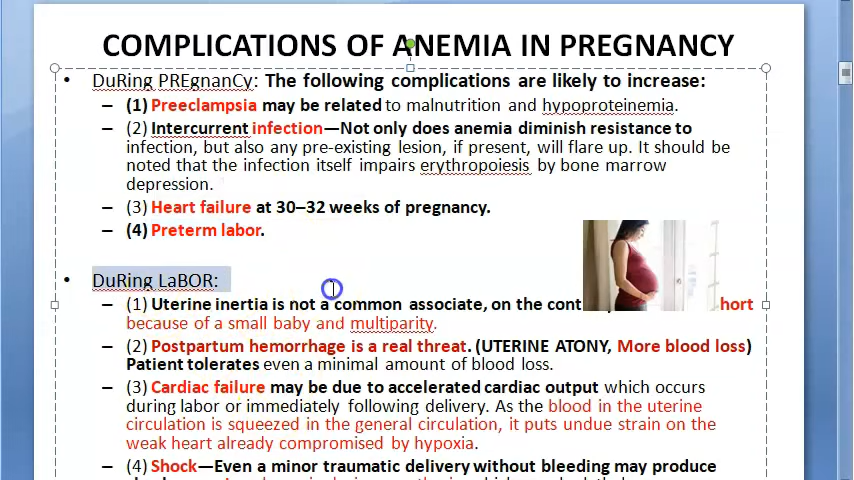 COMPLICATIONS OF ANEMIA IN PREGNANCY
• DuRing PREgnanCy: The following complications are likely to increase:
– (1) Preeclampsia may be related to malnutrition and hypoproteinemia.
– (2) Intercurrent infection—Not only does anemia diminish resistance to
infection, but also any pre-existing lesion, if present, will flare up. It should be
noted that the infection itself impairs erythropoiesis by bone marrow
depression.
– (3) Heart failure at 30–32 weeks of pregnancy.
– (4) Preterm labor.
• DuRing LaBOR:
– (1) Uterine inertia is not a common associate, on the cont hort
because of a small baby and multiparity.
– (2) Postpartum hemorrhage is a real threat. (UTERINE ATONY, More blood loss)
Patient tolerates even a minimal amount of blood loss.
– (3) Cardiac failure may be due to accelerated cardiac output which occurs
during labor or immediately following delivery. As the blood in the uterine
circulation is squeezed in the general circulation, it puts undue strain on the
weak heart already compromised by hypoxia.
– (4) Shock—Even a minor traumatic delivery without bleeding may produce